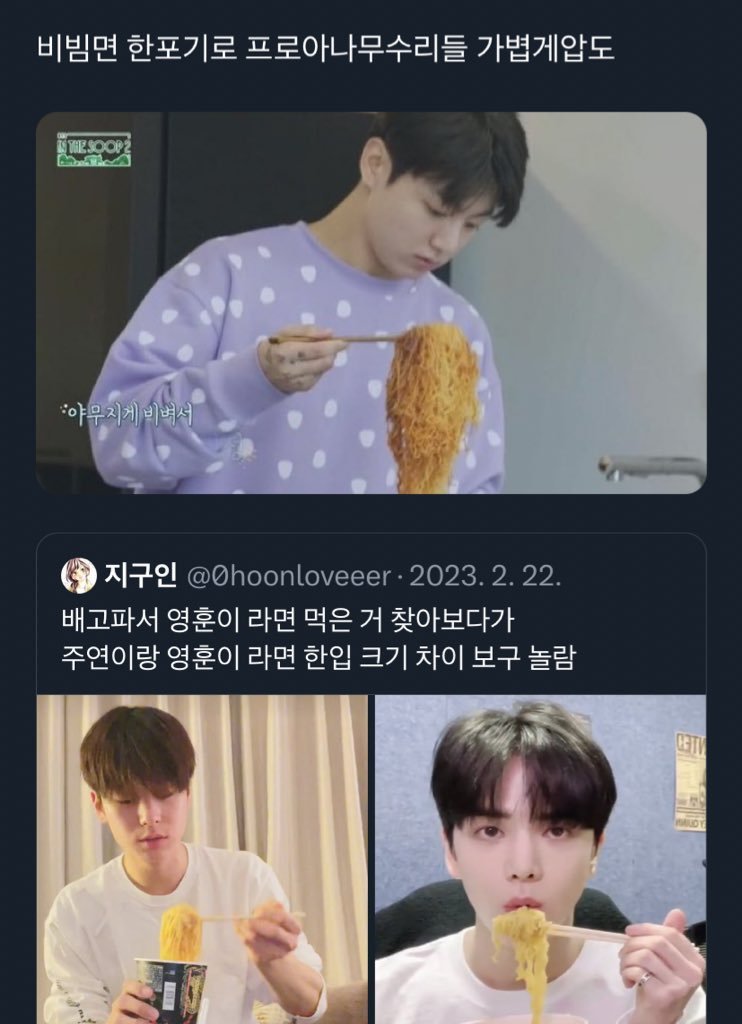 비빔면 한포기로 프로아나무수리들 가볍게압도
IN THE SOOP 2
야무지게 비벼서
지구인 @0hoonloveeer · 2023. 2. 22.
배고파서 영훈이 라면 먹은 거 찾아보다가
주연이랑 영훈이 라면 한입 크기 차이 보구 놀람